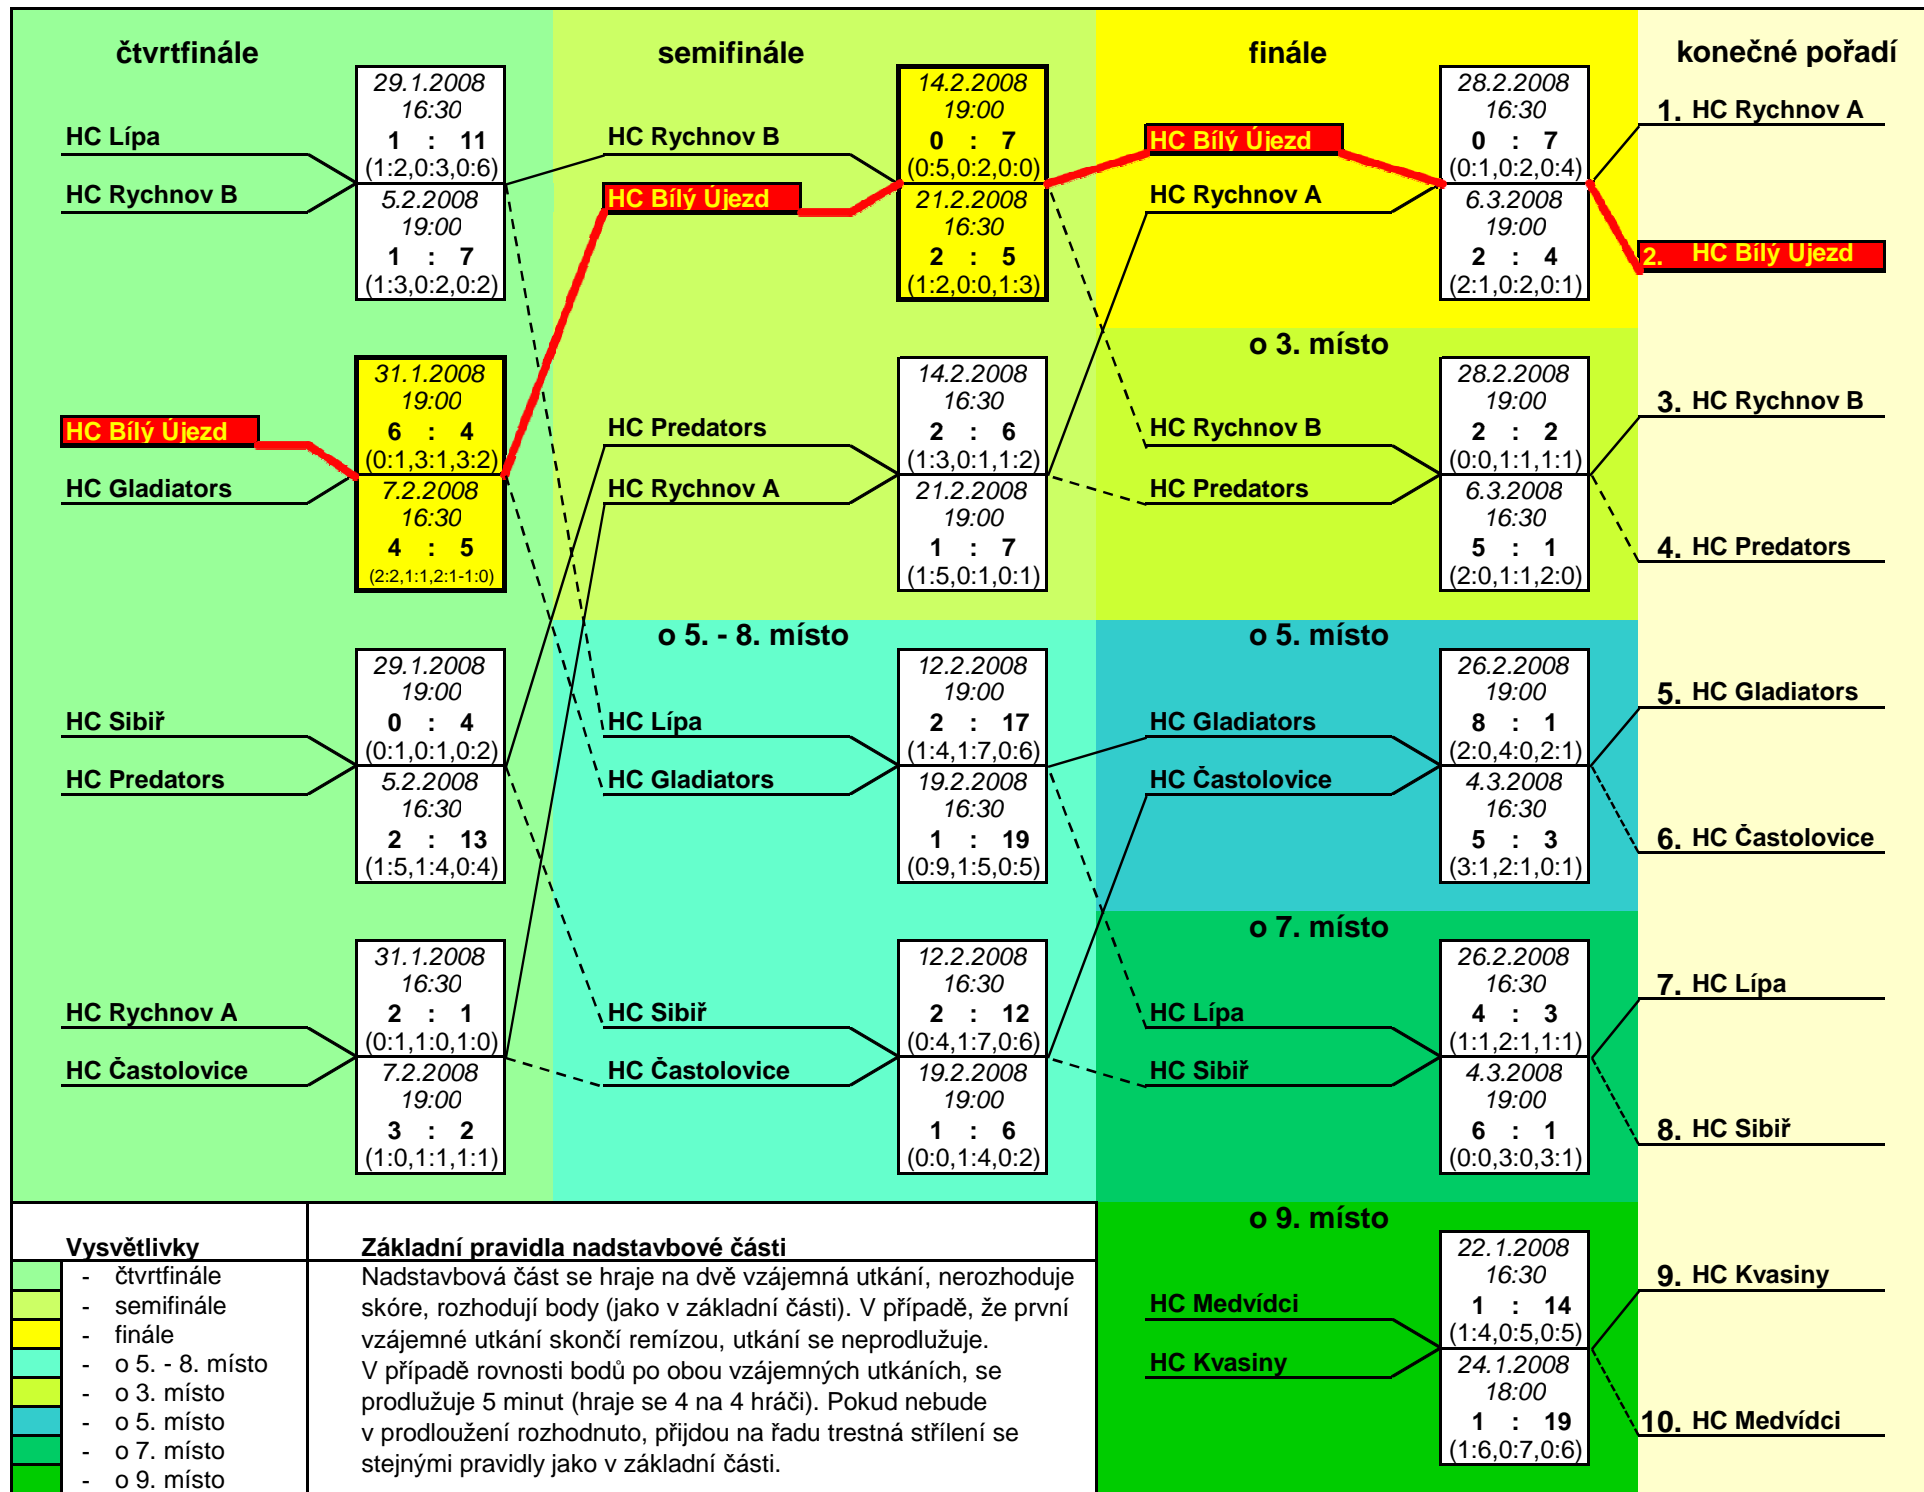 čtvrtfinále
semifinále
finále
konečné pořadí
29.1.2008
16:30
HC Lípa
1 : 11
(1:2,0:3,0:6)
HC Rychnov B
5.2.2008
19:00
1 : 7
(1:3,0:2,0:2)
14.2.2008
19:00
HC Rychnov B
0 : 7
(0:5,0:2,0:0)
HC Bílý Újezd
21.2.2008
16:30
2 : 5
(1:2,0:0,1:3)
28.2.2008
16:30
HC Bílý Újezd
0 : 7
(0:1,0:2,0:4)
HC Rychnov A
6.3.2008
19:00
2 : 4
(2:1,0:2,0:1)
1. HC Rychnov A
2. HC Bílý Újezd
31.1.2008
19:00
HC Bílý Újezd
6 : 4
(0:1,3:1,3:2)
HC Gladiators
7.2.2008
16:30
4 : 5
(2:2,1:1,2:1-1:0)
14.2.2008
16:30
HC Predators
2 : 6
(1:3,0:1,1:2)
HC Rychnov A
21.2.2008
19:00
1 : 7
(1:5,0:1,0:1)
o 3. místo
28.2.2008
19:00
HC Rychnov B
2 : 2
(0:0,1:1,1:1)
HC Predators
6.3.2008
16:30
5 : 1
(2:0,1:1,2:0)
3. HC Rychnov B
4. HC Predators
29.1.2008
19:00
HC Sibiř
0 : 4
(0:1,0:1,0:2)
HC Predators
5.2.2008
16:30
2 : 13
(1:5,1:4,0:4)
o 5. - 8. místo
12.2.2008
19:00
HC Lípa
2 : 17
(1:4,1:7,0:6)
HC Gladiators
19.2.2008
16:30
1 : 19
(0:9,1:5,0:5)
o 5. místo
26.2.2008
19:00
HC Gladiators
8 : 1
(2:0,4:0,2:1)
HC Častolovice
4.3.2008
16:30
5 : 3
(3:1,2:1,0:1)
5. HC Gladiators
6. HC Častolovice
31.1.2008
16:30
HC Rychnov A
2 : 1
(0:1,1:0,1:0)
HC Častolovice
7.2.2008
19:00
3 : 2
(1:0,1:1,1:1)
12.2.2008
16:30
HC Sibiř
2 : 12
(0:4,1:7,0:6)
HC Častolovice
19.2.2008
19:00
1 : 6
(0:0,1:4,0:2)
o 7. místo
26.2.2008
16:30
HC Lípa
4 : 3
(1:1,2:1,1:1)
HC Sibiř
4.3.2008
19:00
6 : 1
(0:0,3:0,3:1)
7. HC Lípa
8. HC Sibiř
o 9. místo
22.1.2008
16:30
HC Medvídci
1 : 14
(1:4,0:5,0:5)
HC Kvasiny
24.1.2008
18:00
1 : 19
(1:6,0:7,0:6)
9. HC Kvasiny
10. HC Medvídci
Vysvětlivky
- čtvrtfinále
- semifinále
- finále
- o 5. - 8. místo
- o 3. místo
- o 5. místo
- o 7. místo
- o 9. místo
Základní pravidla nadstavbové části
Nadstavbová část se hraje na dvě vzájemná utkání, nerozhoduje
skóre, rozhodují body (jako v základní části). V případě, že první
vzájemné utkání skončí remízou, utkání se neprodlužuje.
V případě rovnosti bodů po obou vzájemných utkáních, se
prodlužuje 5 minut (hraje se 4 na 4 hráči). Pokud nebude
v prodloužení rozhodnuto, přijdou na řadu trestná střílení se
stejnými pravidly jako v základní části.